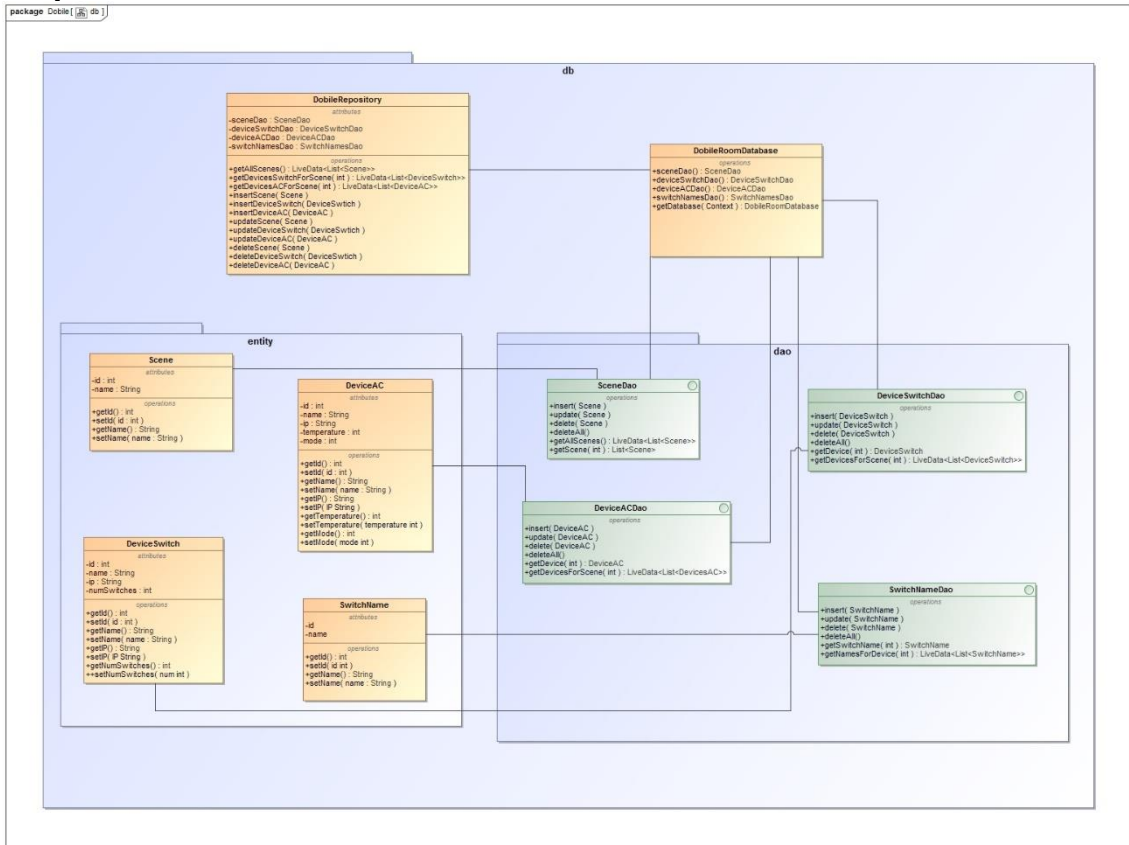 package Dobile [ db ]
db
DobileRepository
attributes
-sceneDao : SceneDao
-deviceSwitchDao : DeviceSwitchDao
-deviceACDao : DeviceACDao
-switchNamesDao : SwitchNamesDao
operations
+getAllScenes() : LiveData<List<Scene>>
+getDevicesSwitchForScene( int ) : LiveData<List<DeviceSwitch>>
+getDevicesACForScene( int ) : LiveData<List<DeviceAC>>
+insertScene( Scene )
+insertDeviceSwitch( DeviceSwtich )
+insertDeviceAC( DeviceAC )
+updateScene( Scene )
+updateDeviceSwitch( DeviceSwtich )
+updateDeviceAC( DeviceAC )
+deleteScene( Scene )
+deleteDeviceSwitch( DeviceSwtich )
+deleteDeviceAC( DeviceAC )
DobileRoomDatabase
operations
+sceneDao() : SceneDao
+deviceSwitchDao() : DeviceSwitchDao
+deviceACDao() : DeviceACDao
+switchNamesDao() : SwitchNamesDao
+getDatabase( Context ) : DobileRoomDatabase
entity
Scene
attributes
-id : int
-name : String
operations
+getId() : int
+setId( id : int )
+getName() : String
+setName( name : String )
DeviceAC
attributes
-id : int
-name : String
-ip : String
-temperature : int
-mode : int
operations
+getId() : int
+setId( id : int )
+getName() : String
+setName( name : String )
+getIP() : String
+setIP( IP String )
+getTemperature() : int
+setTemperature( temperature int )
+getMode() : int
+setMode( mode int )
DeviceSwitch
attributes
-id : int
-name : String
-ip : String
-numSwitches : int
operations
+getId() : int
+setId( id : int )
+getName() : String
+setName( name : String )
+getIP() : String
+setIP( IP String )
+getNumSwitches() : int
++setNumSwitches( num int )
SwitchName
attributes
-id
-name
operations
+getId() : int
+setId( id int )
+getName() : String
+setName( name : String )
dao
SceneDao
operations
+insert( Scene )
+update( Scene )
+delete( Scene )
+deleteAll()
+getAllScenes() : LiveData<List<Scene>>
+getScene( int ) : List<Scene>
DeviceSwitchDao
operations
+insert( DeviceSwitch )
+update( DeviceSwitch )
+delete( DeviceSwitch )
+deleteAll()
+getDevice( int ) : DeviceSwitch
+getDevicesForScene( int ) : LiveData<List<DeviceSwitch>>
DeviceACDao
operations
+insert( DeviceAC )
+update( DeviceAC )
+delete( DeviceAC )
+deleteAll()
+getDevice( int ) : DeviceAC
+getDevicesForScene( int ) : LiveData<List<DevicesAC>>
SwitchNameDao
operations
+insert( SwitchName )
+update( SwitchName )
+delete( SwitchName )
+deleteAll()
+getSwitchName( int ) : SwitchName
+getNamesForDevice( int ) : LiveData<List<SwitchName>>